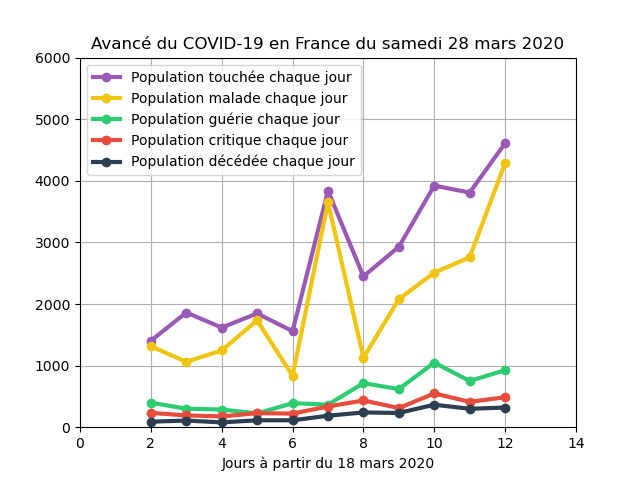 Avancé du COVID-19 en France du samedi 28 mars 2020
6000
5000
4000
3000
2000
1000
0
Population touchée chaque jour
Population malade chaque jour
Population guérie chaque jour
Population critique chaque jour
Population décédée chaque jour
0 2 4 6 8 10 12 14
Jours à partir du 18 mars 2020